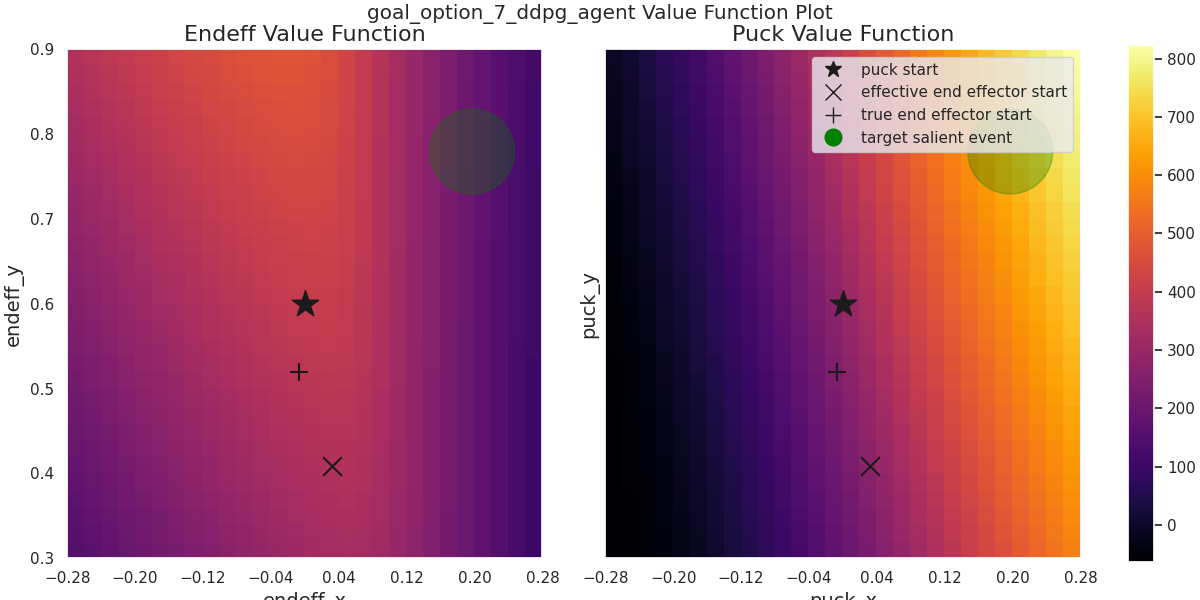 goal_option_7_ddpg_agent Value Function Plot
Endeff Value Function
Puck Value Function
0.9
0.8
0.7
0.6
0.5
0.4
0.3
endeff_y
−0.28 −0.20 −0.12 −0.04 0.04 0.12 0.20 0.28
endeff_x
puck_y
puck start
effective end effector start
true end effector start
target salient event
−0.28 −0.20 −0.12 −0.04 0.04 0.12 0.20 0.28
puck_x
800
700
600
500
400
300
200
100
0